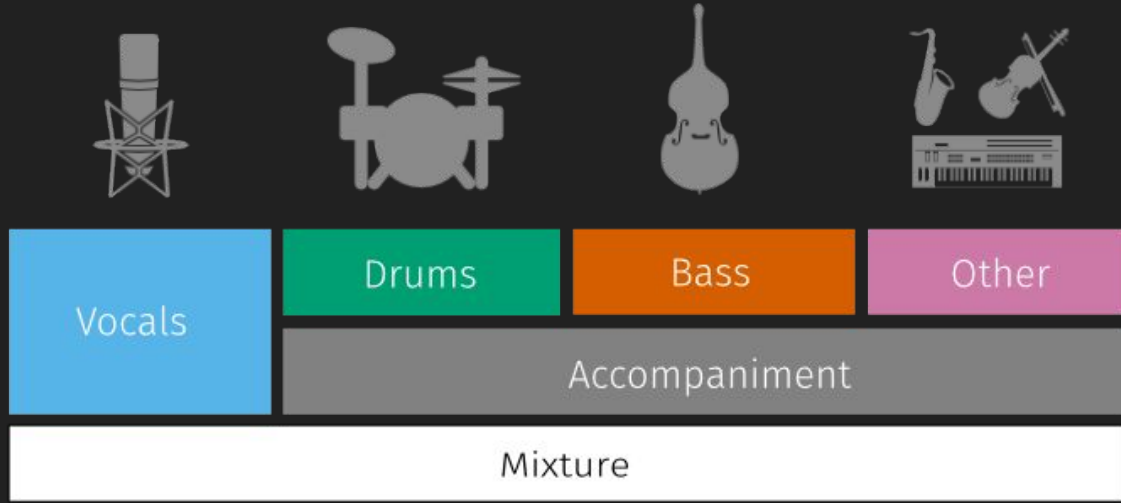 Vocals
Drums
Bass
Other
Accompaniment
Mixture